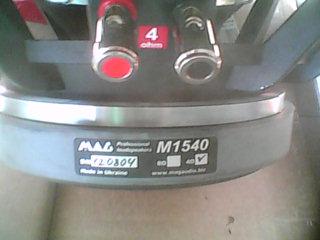 4
ohm
MAG Professional loudspeakers M1540
S/N 120804 8Ω 4Ω ✓
Made in Ukraine www.magaudio.biz